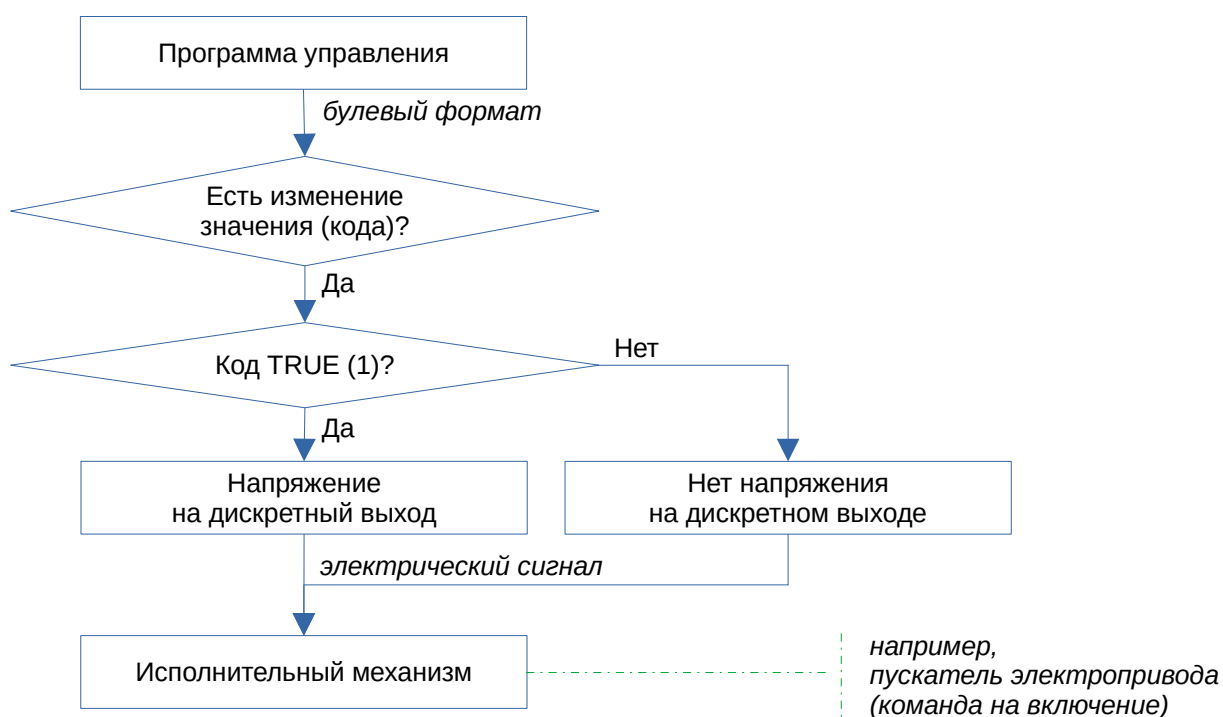 Программа управления
булевый формат
Есть изменение
значения (кода)?
Да
Код TRUE (1)?
Нет
Да
Напряжение
на дискретный выход
Нет напряжения
на дискретном выходе
электрический сигнал
Исполнительный механизм
например,
пускатель электропривода
(команда на включение)